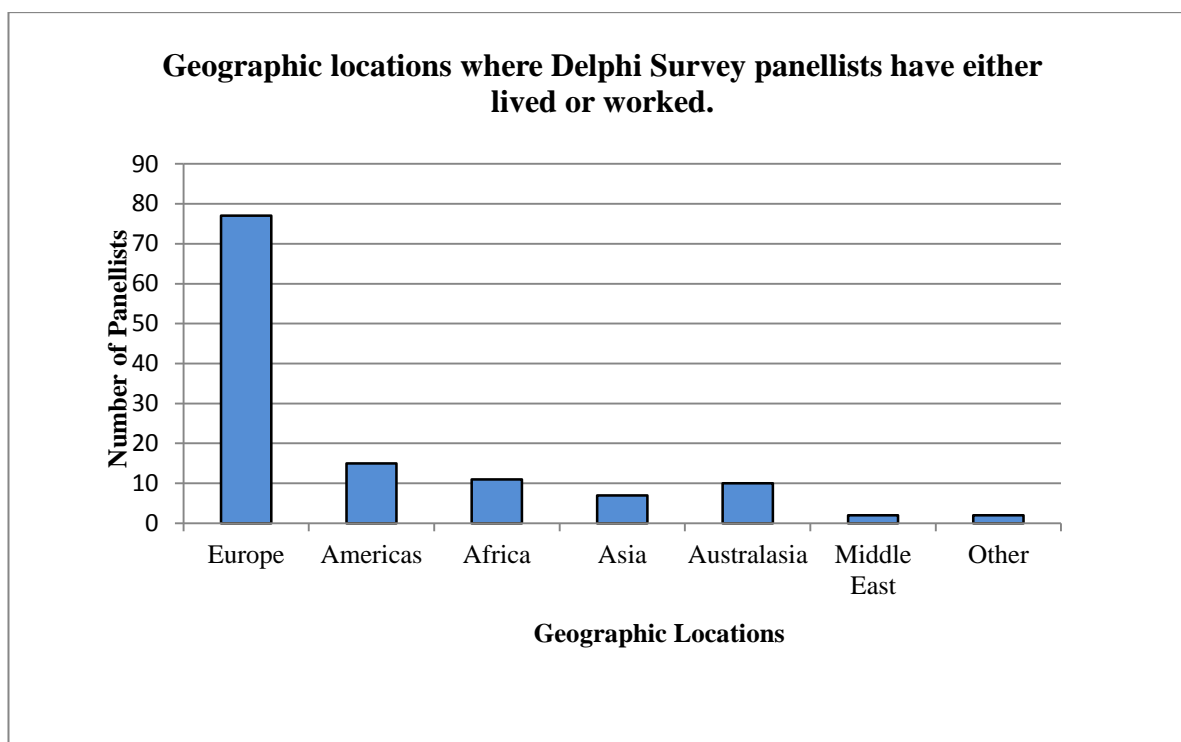 Geographic locations where Delphi Survey panellists have either
lived or worked.
Number of Panellists
90
80
70
60
50
40
30
20
10
0
Europe
Americas
Africa
Asia
Australasia
Middle
East
Other
Geographic Locations